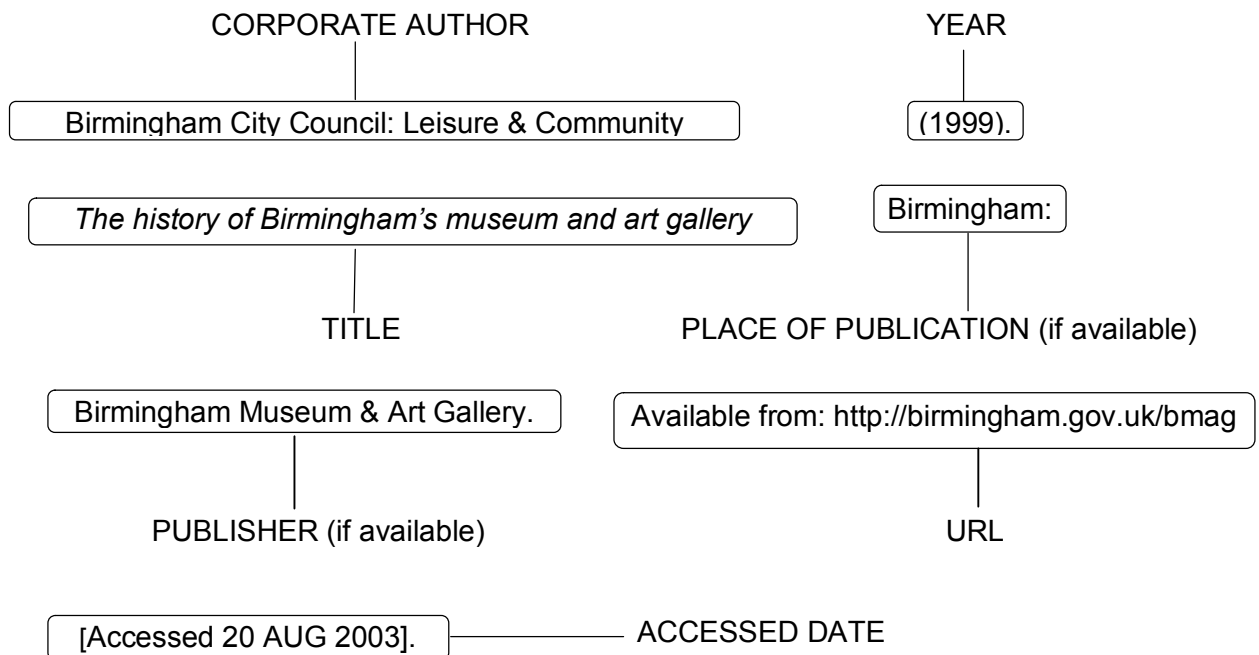 CORPORATE AUTHOR YEAR
Birmingham City Council: Leisure & Community (1999).
The history of Birmingham’s museum and art gallery Birmingham:
TITLE PLACE OF PUBLICATION (if available)
Birmingham Museum & Art Gallery. Available from: http://birmingham.gov.uk/bmag
PUBLISHER (if available) URL
[Accessed 20 AUG 2003]. ACCESSED DATE